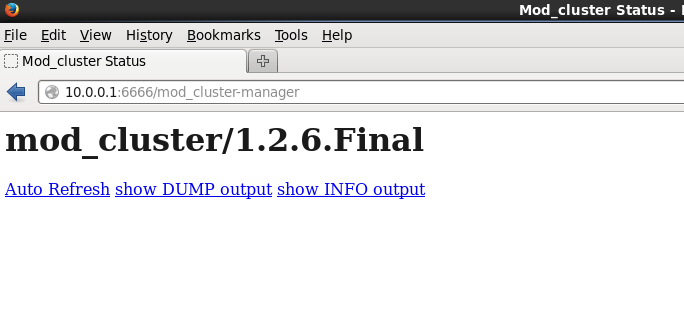 Mod_cluster Status -
File Edit View History Bookmarks Tools Help
Mod_cluster Status
10.0.0.1:6666/mod_cluster-manager
mod_cluster/1.2.6.Final
Auto Refresh show DUMP output show INFO output